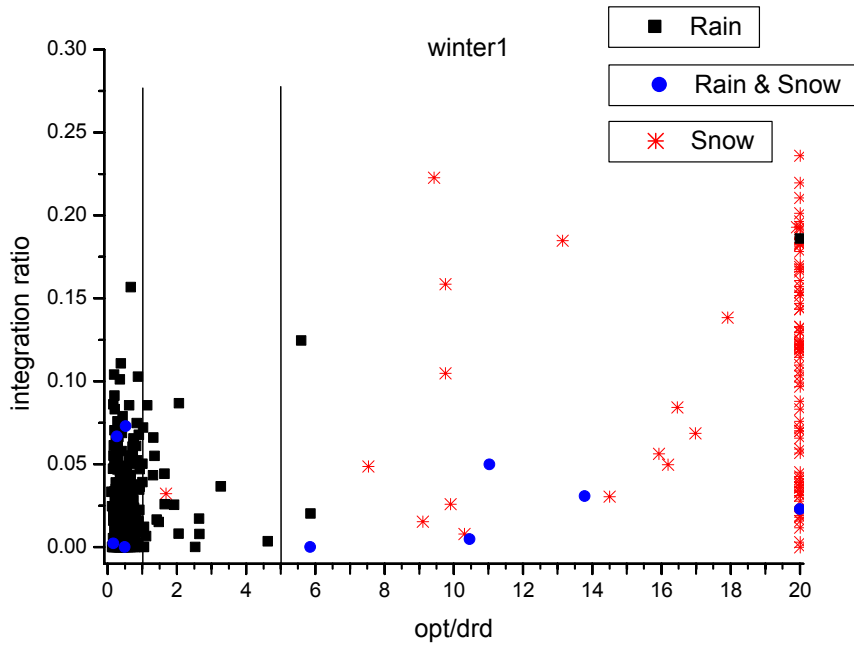 winter1
Rain
Rain & Snow
Snow
integration ratio
0.30
0.25
0.20
0.15
0.10
0.05
0.00
0 2 4 6 8 10 12 14 16 18 20
opt/drd